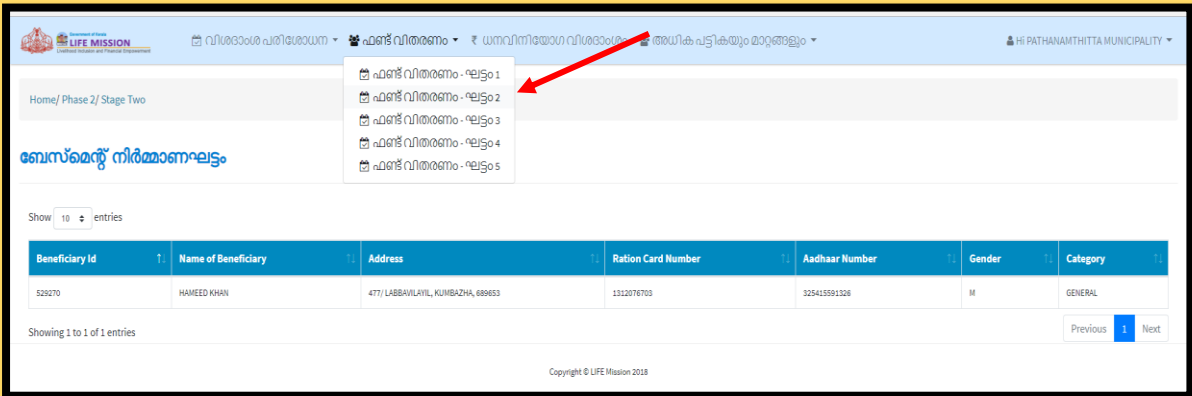 Government of Kerala
LIFE MISSION
Livelihood Inclusion and Financial Empowerment
വിശദാംശ പരിശോധന
ഫണ്ട് വിതരണം
₹ ധനവിനിയോഗ വിശദാംശം
അധിക പട്ടികയും മാറ്റങ്ങളും
Hi PATHANAMTHITTA MUNICIPALITY
ഫണ്ട് വിതരണം - ഘട്ടം 1
ഫണ്ട് വിതരണം - ഘട്ടം 2
ഫണ്ട് വിതരണം - ഘട്ടം 3
ഫണ്ട് വിതരണം - ഘട്ടം 4
ഫണ്ട് വിതരണം - ഘട്ടം 5
Home/ Phase 2/ Stage Two
ബേസ്മെന്റ് നിർമ്മാണഘട്ടം
Show 10 entries
Beneficiary Id Name of Beneficiary Address Ration Card Number Aadhaar Number Gender Category
529270 HAMEED KHAN 477/ LABBAVILAYIL, KUMBAZHA, 689653 1312076703 325415591326 M GENERAL
Showing 1 to 1 of 1 entries
Previous 1 Next
Copyright © LIFE Mission 2018